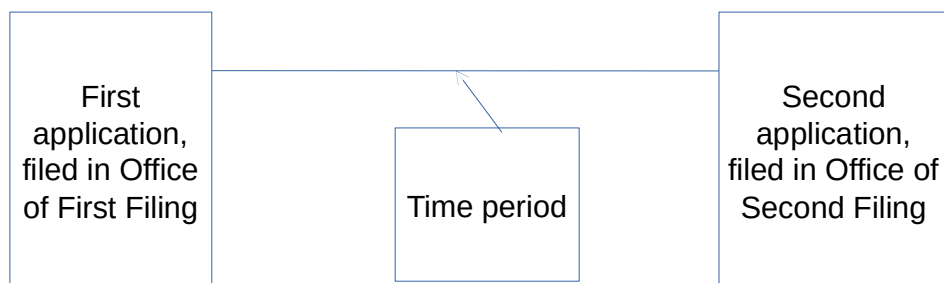 First
application,
filed in Office
of First Filing
Time period
Second
application,
filed in Office of
Second Filing